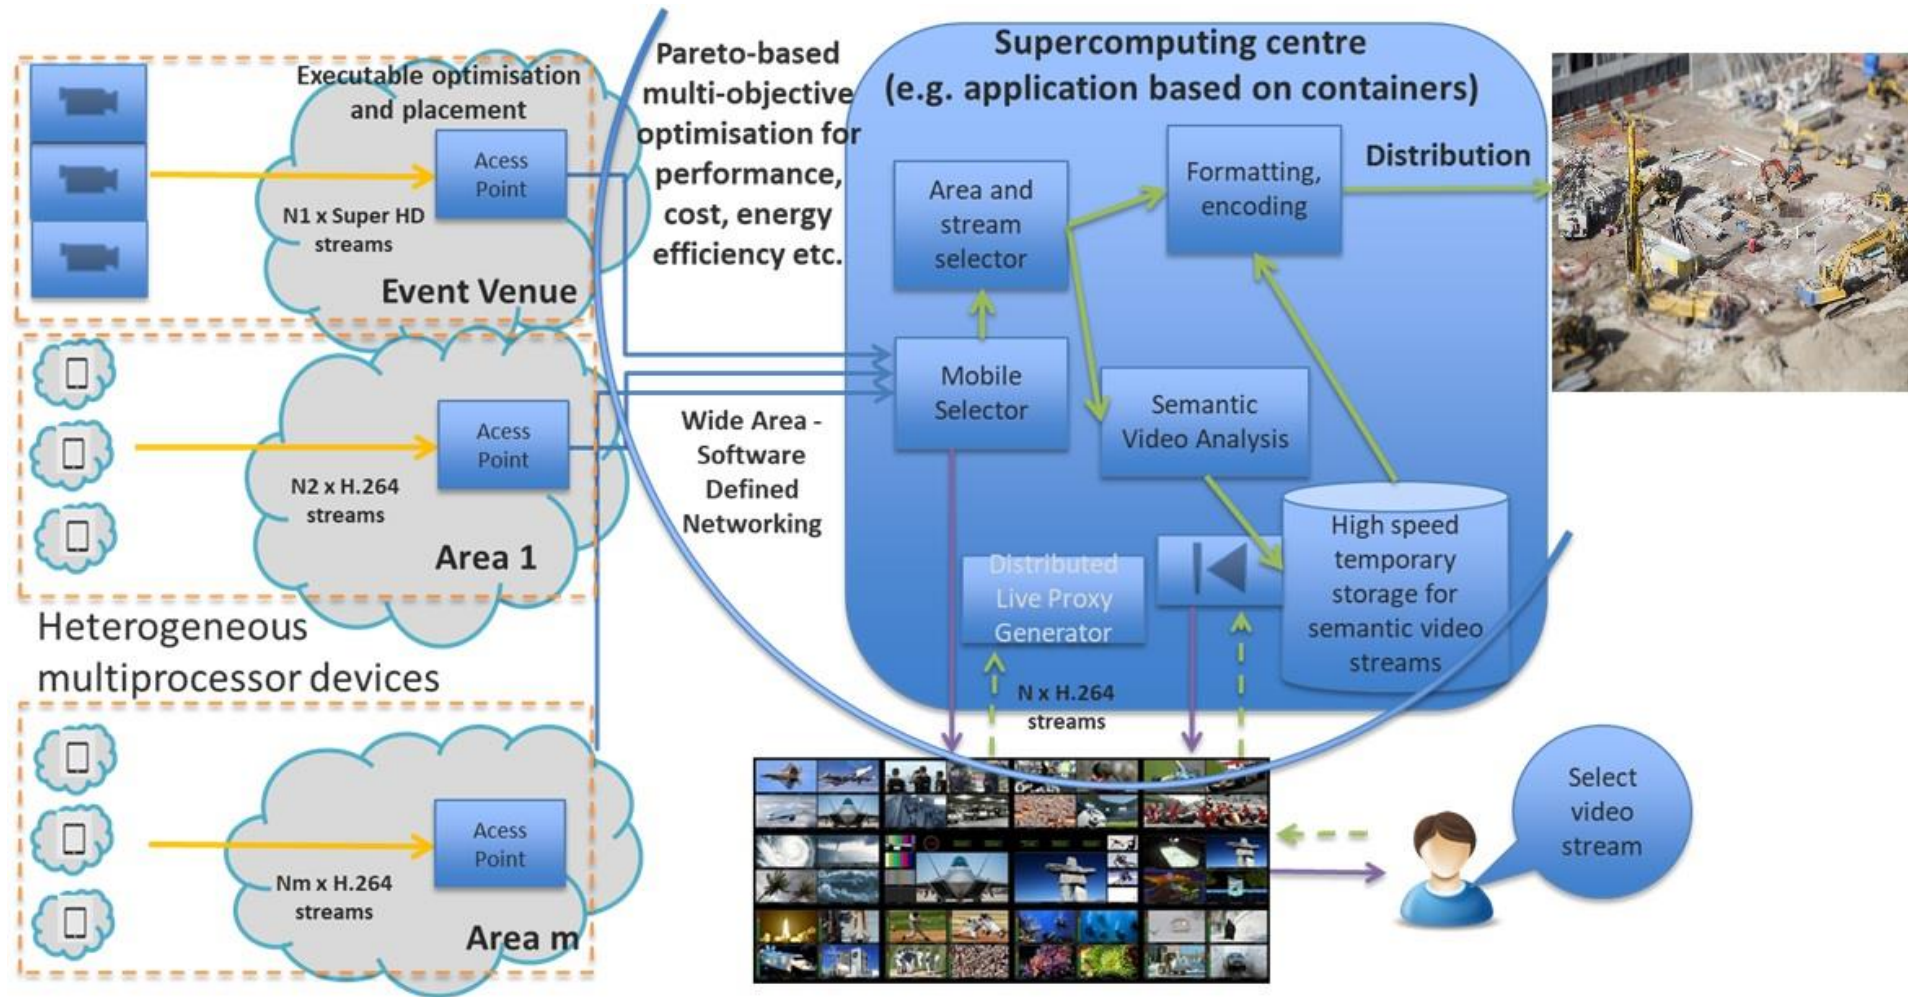 Executable optimisation
and placement
Acess
Point
N1 x Super HD
streams
Event Venue
Acess
Point
N2 x H.264
streams
Area 1
Heterogeneous
multiprocessor devices
Acess
Point
Nm x H.264
streams
Area m
Pareto-based
multi-objective
optimisation for
performance,
cost, energy
efficiency etc.
Wide Area -
Software
Defined
Networking
Supercomputing centre
(e.g. application based on containers)
Area and
stream
selector
Formatting,
encoding
Distribution
Mobile
Selector
Semantic
Video Analysis
Distributed
Live Proxy
Generator
High speed
temporary
storage for
semantic video
streams
N x H.264
streams
Select
video
stream